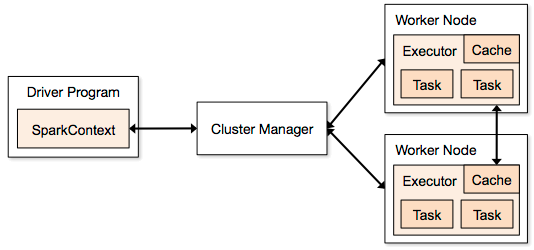 Driver Program
SparkContext
Cluster Manager
Worker Node
Executor
Cache
Task
Task
Worker Node
Executor
Cache
Task
Task